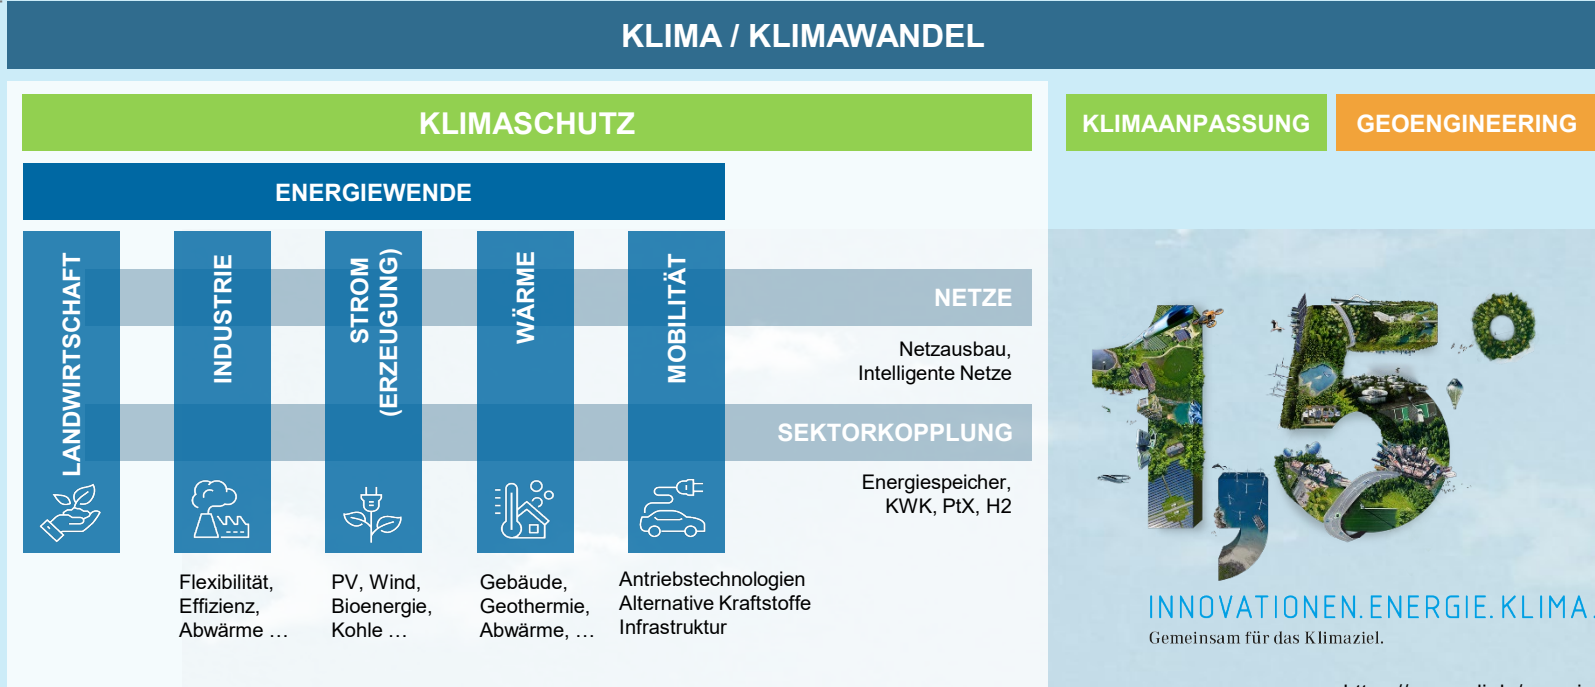 KLIMA / KLIMAWANDEL
KLIMASCHUTZ
KLIMAANPASSUNG
GEOENGINEERING
ENERGIEWENDE
LANDWIRTSCHAFT
INDUSTRIE
STROM
(ERZEUGUNG)
WÄRME
MOBILITÄT
NETZE
Netzausbau,
Intelligente Netze
SEKTORKOPPLUNG
Energiespeicher,
KWK, PtX, H2
Flexibilität,
Effizienz,
Abwärme …
PV, Wind,
Bioenergie,
Kohle …
Gebäude,
Geothermie,
Abwärme, …
Antriebstechnologien
Alternative Kraftstoffe
Infrastruktur
1,5°
INNOVATIONEN.ENERGIE.KLIMA.
Gemeinsam für das Klimaziel.